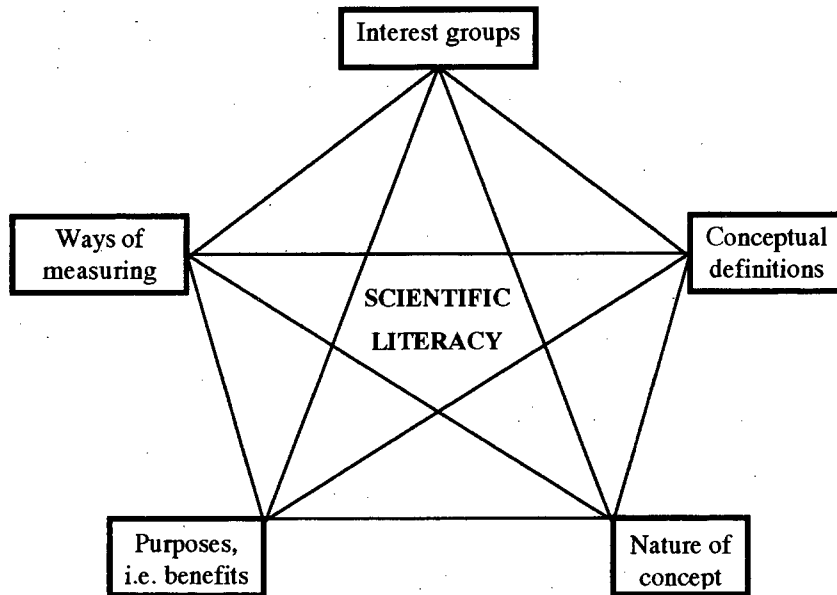 Interest groups
Ways of
measuring
Conceptual
definitions
SCIENTIFIC
LITERACY
Purposes,
i.e. benefits
Nature of
concept